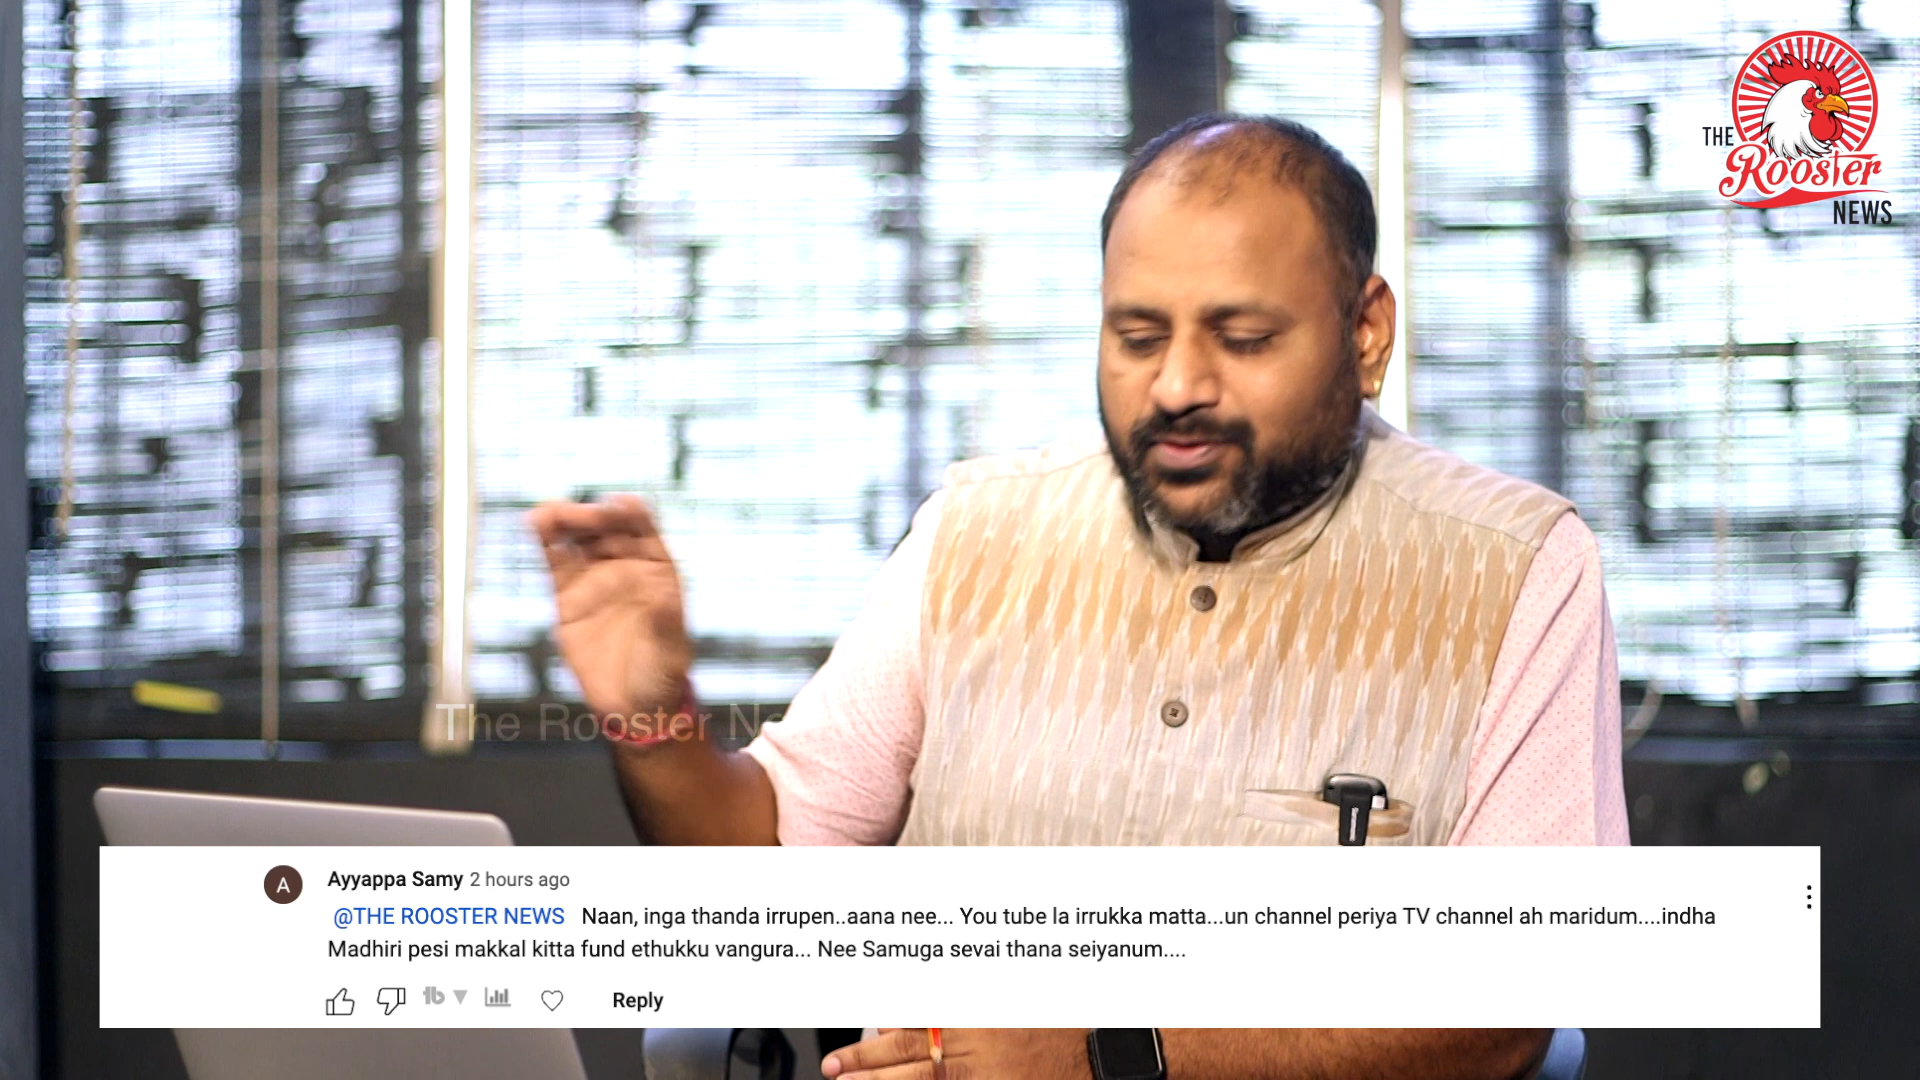 THE
Rooster
NEWS
The Rooster Ne
A
Ayyappa Samy 2 hours ago
@THE ROOSTER NEWS Naan, inga thanda irrupen..aana nee... You tube la irrukka matta...un channel periya TV channel ah maridum....indha
Madhiri pesi makkal kitta fund ethukku vangura... Nee Samuga sevai thana seiyanum....
tb
Reply